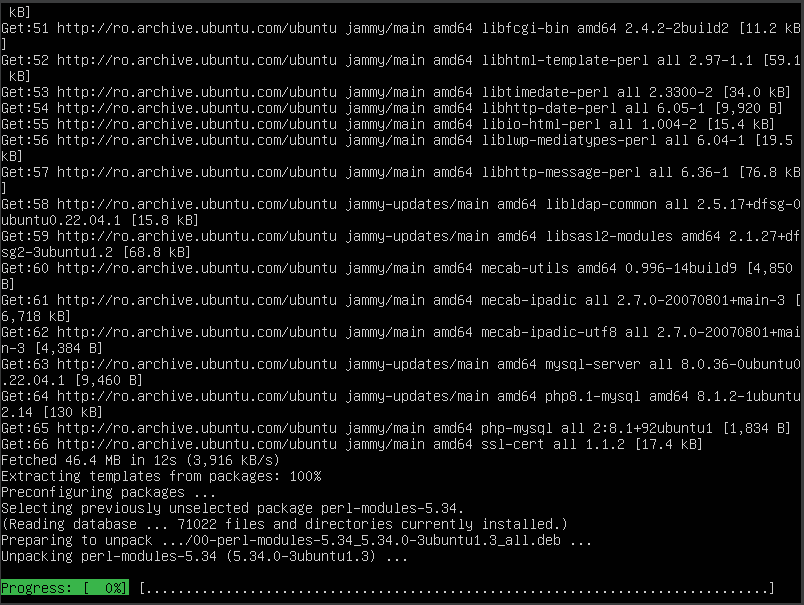 kB]
Get:51 http://ro.archive.ubuntu.com/ubuntu jammy/main amd64 libfcgi-bin amd64 2.4.2-2build2 [11.2 kB
]
Get:52 http://ro.archive.ubuntu.com/ubuntu jammy/main amd64 libhtml-template-perl all 2.97-1.1 [59.1
 kB]
Get:53 http://ro.archive.ubuntu.com/ubuntu jammy/main amd64 libtimedate-perl all 2.3300-2 [34.0 kB]
Get:54 http://ro.archive.ubuntu.com/ubuntu jammy/main amd64 libhttp-date-perl all 6.05-1 [9,920 B]
Get:55 http://ro.archive.ubuntu.com/ubuntu jammy/main amd64 libio-html-perl all 1.004-2 [15.4 kB]
Get:56 http://ro.archive.ubuntu.com/ubuntu jammy/main amd64 liblwp-mediatypes-perl all 6.04-1 [19.5
kB]
Get:57 http://ro.archive.ubuntu.com/ubuntu jammy/main amd64 libhttp-message-perl all 6.36-1 [76.8 kB
]
Get:58 http://ro.archive.ubuntu.com/ubuntu jammy-updates/main amd64 libldap-common all 2.5.17+dfsg-0
ubuntu0.22.04.1 [15.8 kB]
Get:59 http://ro.archive.ubuntu.com/ubuntu jammy-updates/main amd64 libsasl2-modules amd64 2.1.27+df
sg2-3ubuntu1.2 [68.8 kB]
Get:60 http://ro.archive.ubuntu.com/ubuntu jammy/main amd64 mecab-utils amd64 0.996-14build9 [4,850
B]
Get:61 http://ro.archive.ubuntu.com/ubuntu jammy/main amd64 mecab-ipadic all 2.7.0-20070801+main-3 [
6,718 kB]
Get:62 http://ro.archive.ubuntu.com/ubuntu jammy/main amd64 mecab-ipadic-utf8 all 2.7.0-20070801+mai
n-3 [4,384 B]
Get:63 http://ro.archive.ubuntu.com/ubuntu jammy-updates/main amd64 mysql-server all 8.0.36-0ubuntu0
.22.04.1 [9,460 B]
Get:64 http://ro.archive.ubuntu.com/ubuntu jammy-updates/main amd64 php8.1-mysql amd64 8.1.2-1ubuntu
2.14 [130 kB]
Get:65 http://ro.archive.ubuntu.com/ubuntu jammy/main amd64 php-mysql all 2:8.1+92ubuntu1 [1,834 B]
Get:66 http://ro.archive.ubuntu.com/ubuntu jammy/main amd64 ssl-cert all 1.1.2 [17.4 kB]
Fetched 46.4 MB in 12s (3,916 kB/s)
Extracting templates from packages: 100%
Preconfiguring packages ...
Selecting previously unselected package perl-modules-5.34.
(Reading database ... 71022 files and directories currently installed.)
Preparing to unpack .../00-perl-modules-5.34_5.34.0-3ubuntu1.3_all.deb ...
Unpacking perl-modules-5.34 (5.34.0-3ubuntu1.3) ...
Progress: [  0%] [..............................................................................]